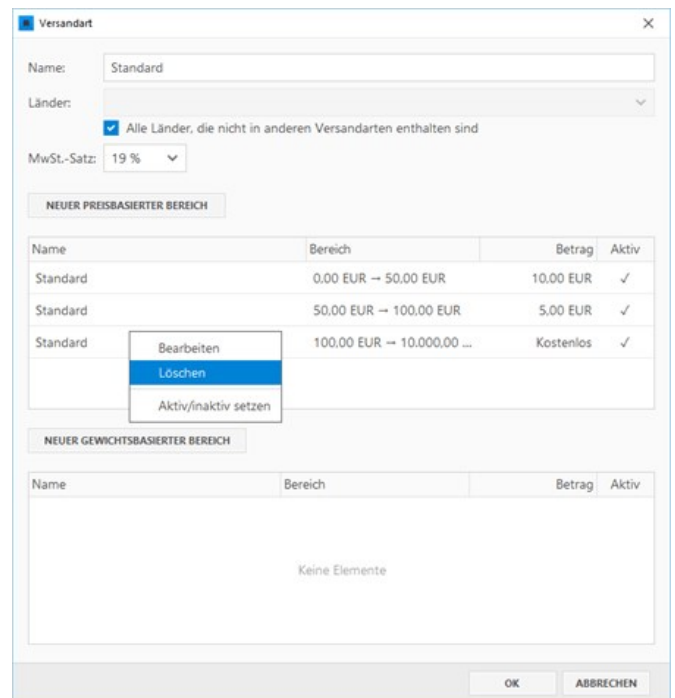 Versandart
Name: Standard
Länder:
Alle Länder, die nicht in anderen Versandarten enthalten sind
MwSt.-Satz: 19 %
NEUER PREISBASIERTER BEREICH
Name Bereich Betrag Aktiv
Standard 0,00 EUR → 50,00 EUR 10,00 EUR ✓
Standard 50,00 EUR → 100,00 EUR 5,00 EUR ✓
Standard 100,00 EUR → 10.000,00 ... Kostenlos ✓
Bearbeiten
Löschen
Aktiv/inaktiv setzen
NEUER GEWICHTSBASIERTER BEREICH
Name Bereich Betrag Aktiv
Keine Elemente
OK ABBRECHEN